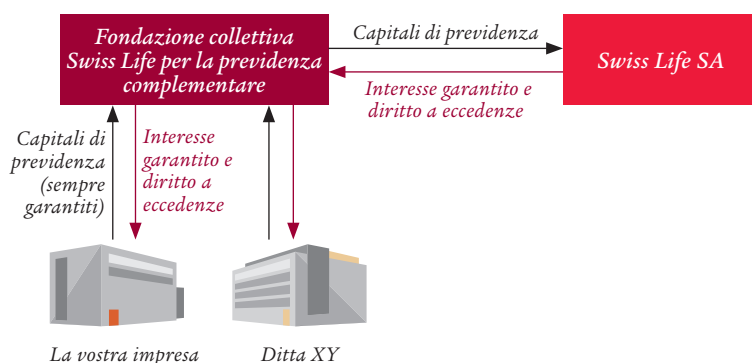 Fondazione collettiva
Swiss Life per la previdenza
complementare
Capitali di previdenza
Interesse garantito e
diritto a eccedenze
Swiss Life SA
Capitali di
previdenza
(sempre
garantiti)
Interesse
garantito e
diritto a
eccedenze
La vostra impresa
Ditta XY